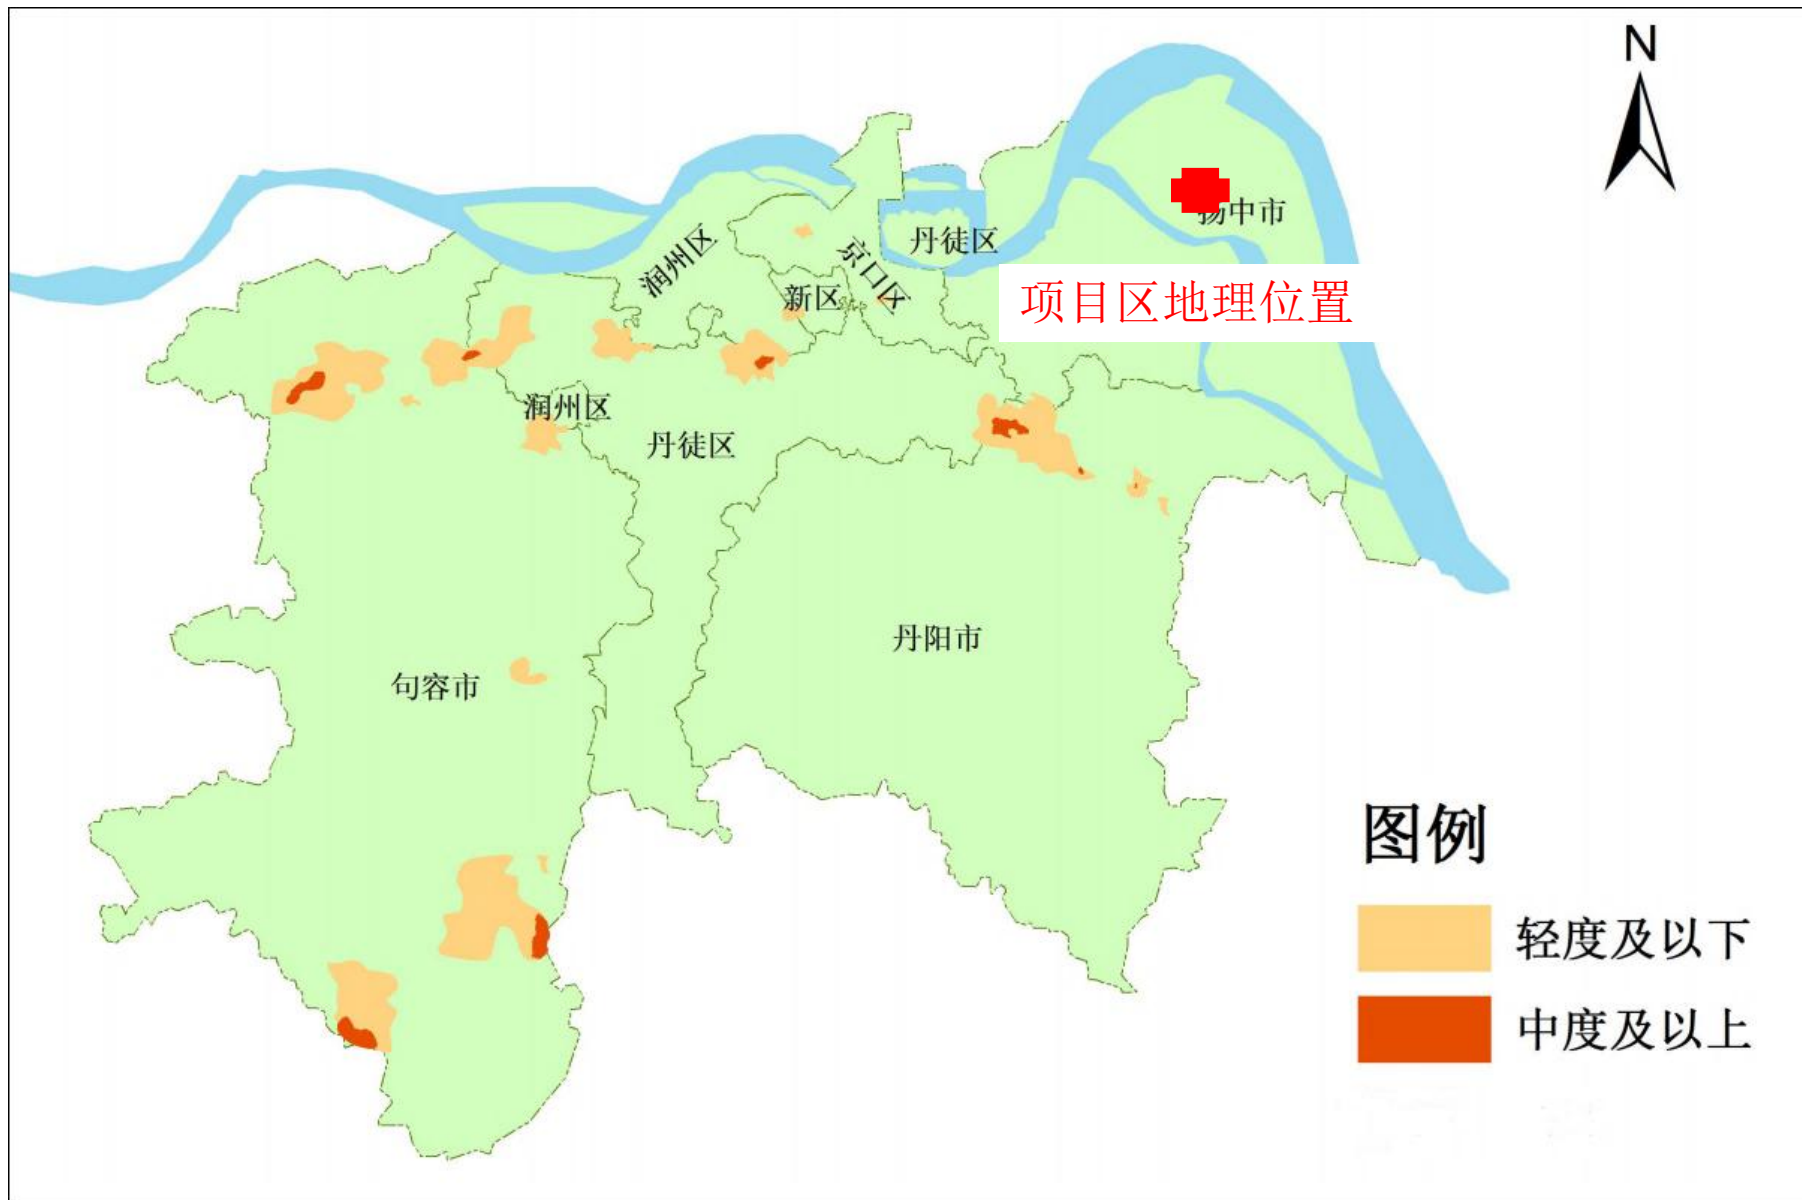 N
扬中市
丹徒区
润州区
京口区
项目区地理位置
新区
润州区
丹徒区
丹阳市
句容市
图例
轻度及以下
中度及以上